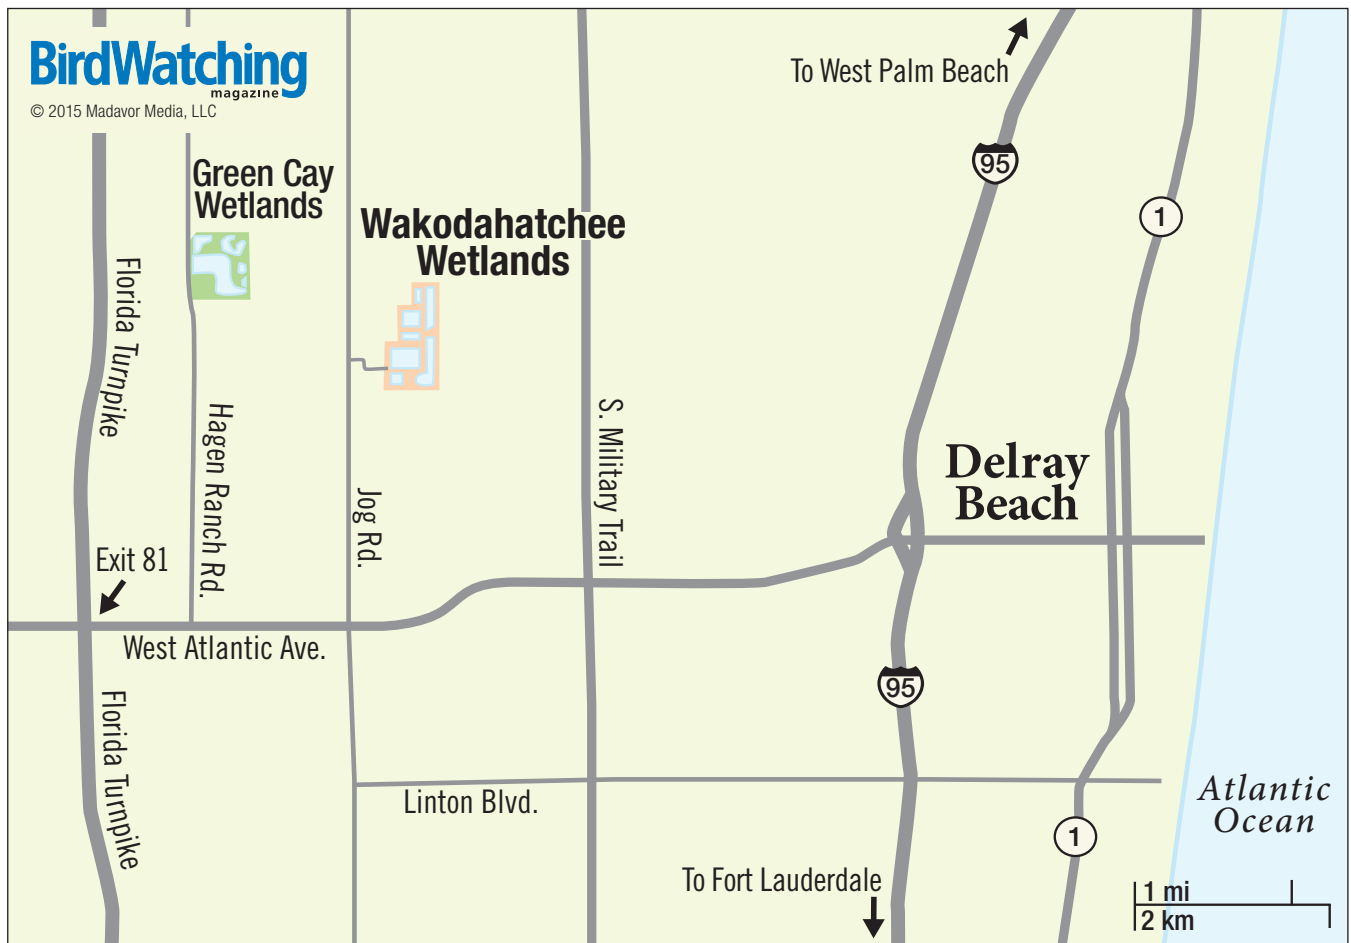 BirdWatching
magazine
© 2015 Madavor Media, LLC
To West Palm Beach
95
1
Green Cay
Wetlands
Wakodahatchee
Wetlands
Florida Turnpike
Hagen Ranch Rd.
Jog Rd.
S. Military Trail
Delray
Beach
Exit 81
West Atlantic Ave.
95
Florida Turnpike
Linton Blvd.
Atlantic
Ocean
1
To Fort Lauderdale
1 mi
2 km